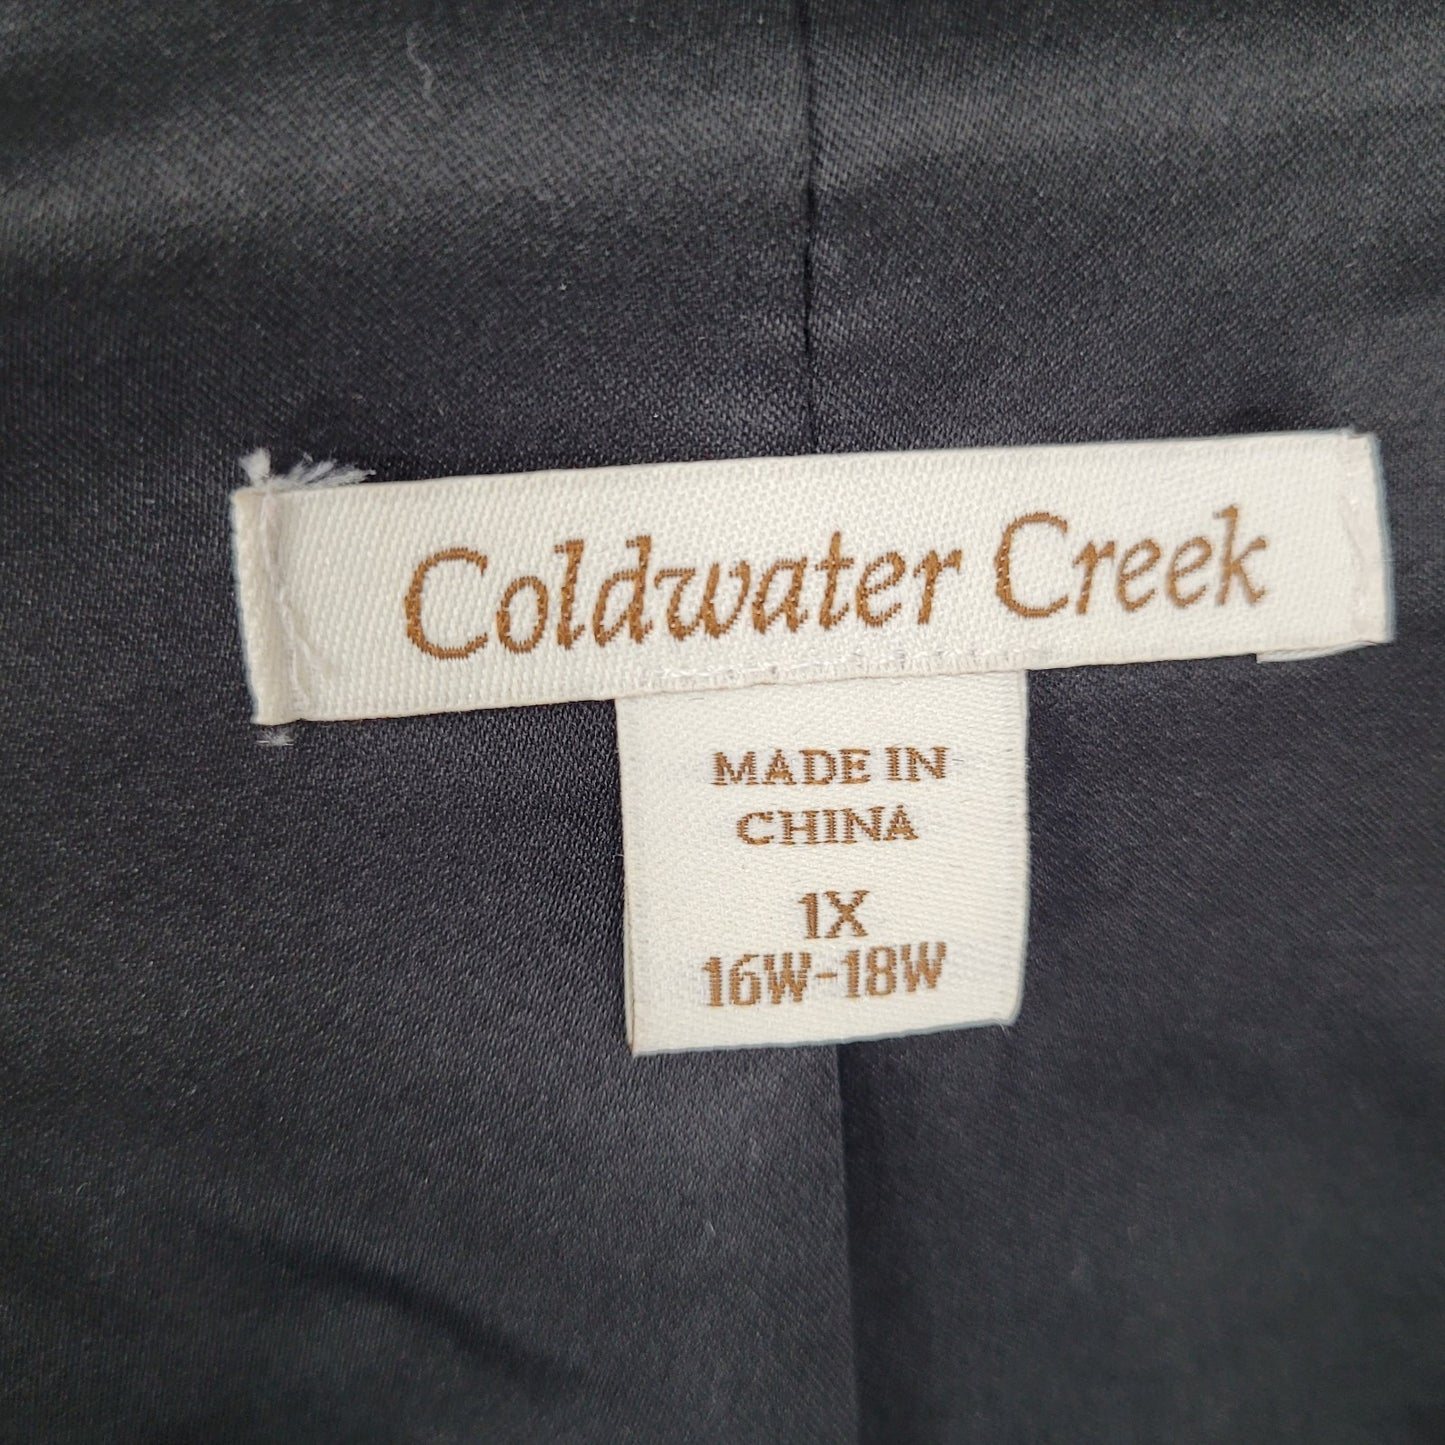 Coldwater Creek
MADE IN
CHINA
1X
16W-18W